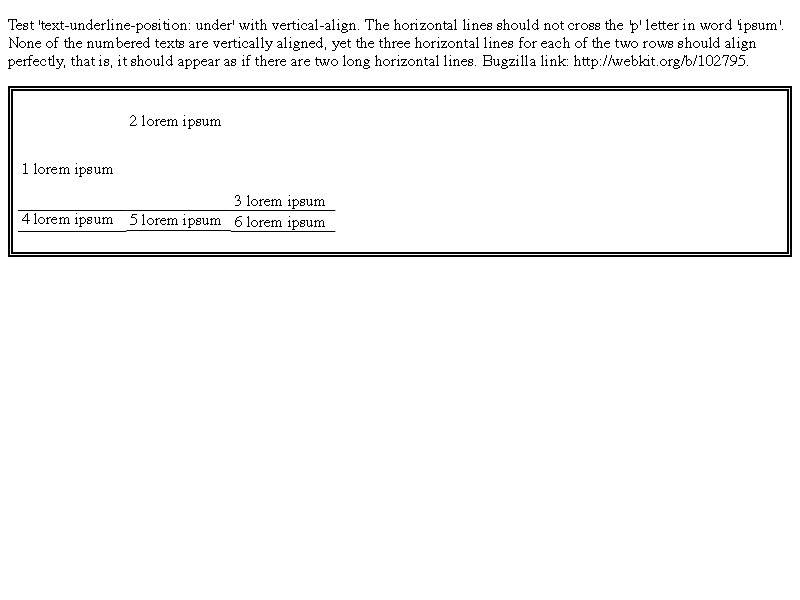 Test 'text-underline-position: under' with vertical-align. The horizontal lines should not cross the 'p' letter in word 'ipsum'.
None of the numbered texts are vertically aligned, yet the three horizontal lines for each of the two rows should align
perfectly, that is, it should appear as if there are two long horizontal lines. Bugzilla link: http://webkit.org/b/102795.
2 lorem ipsum
1 lorem ipsum
3 lorem ipsum
4 lorem ipsum 5 lorem ipsum 6 lorem ipsum